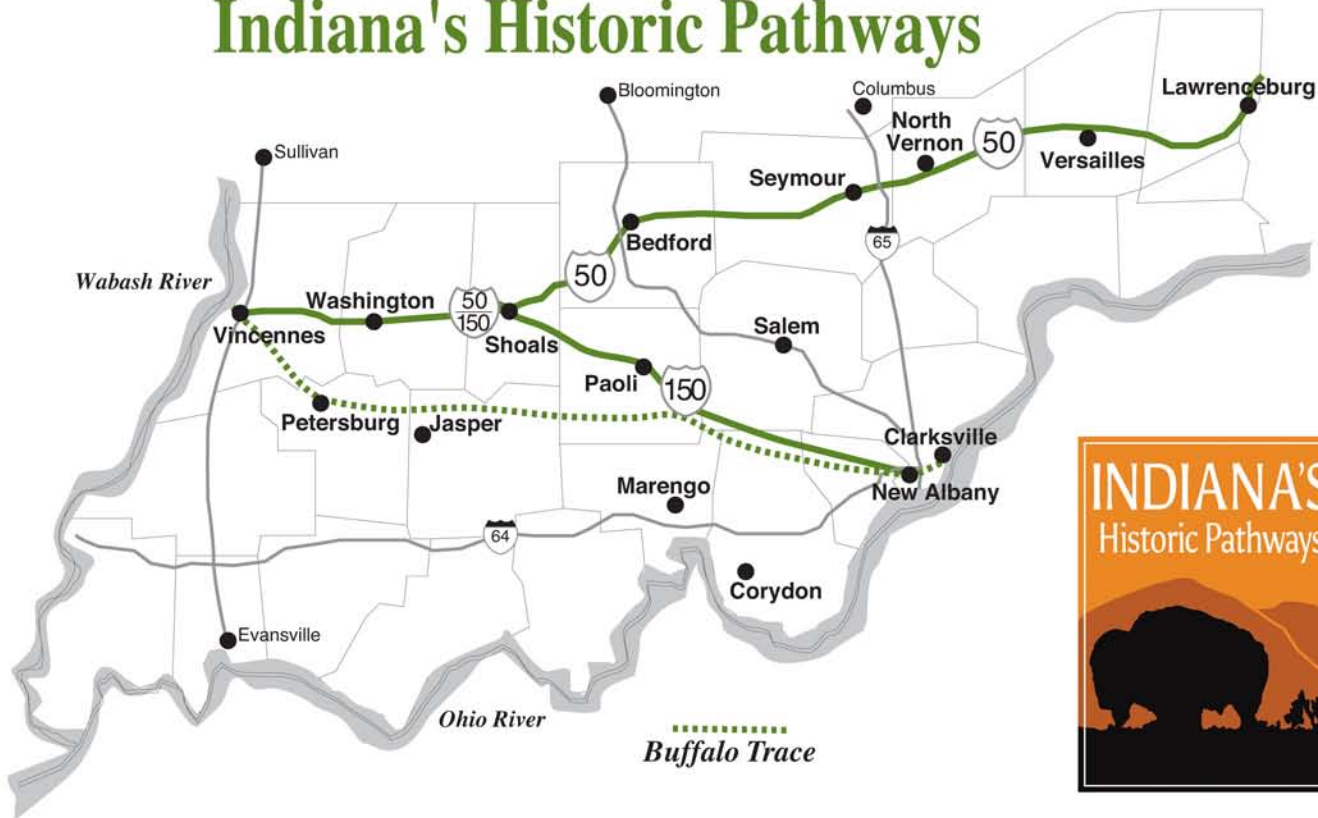 Indiana's Historic Pathways
Bloomington
Columbus
Lawrenceburg
North
Vernon
50
Versailles
Sullivan
Seymour
Bedford
65
Wabash River
50
Washington
50
150
Vincennes
Shoals
Salem
Paoli
150
Petersburg
Jasper
Clarksville
New Albany
Marengo
64
Corydon
Evansville
Ohio River
Buffalo Trace
INDIANA'S
Historic Pathways